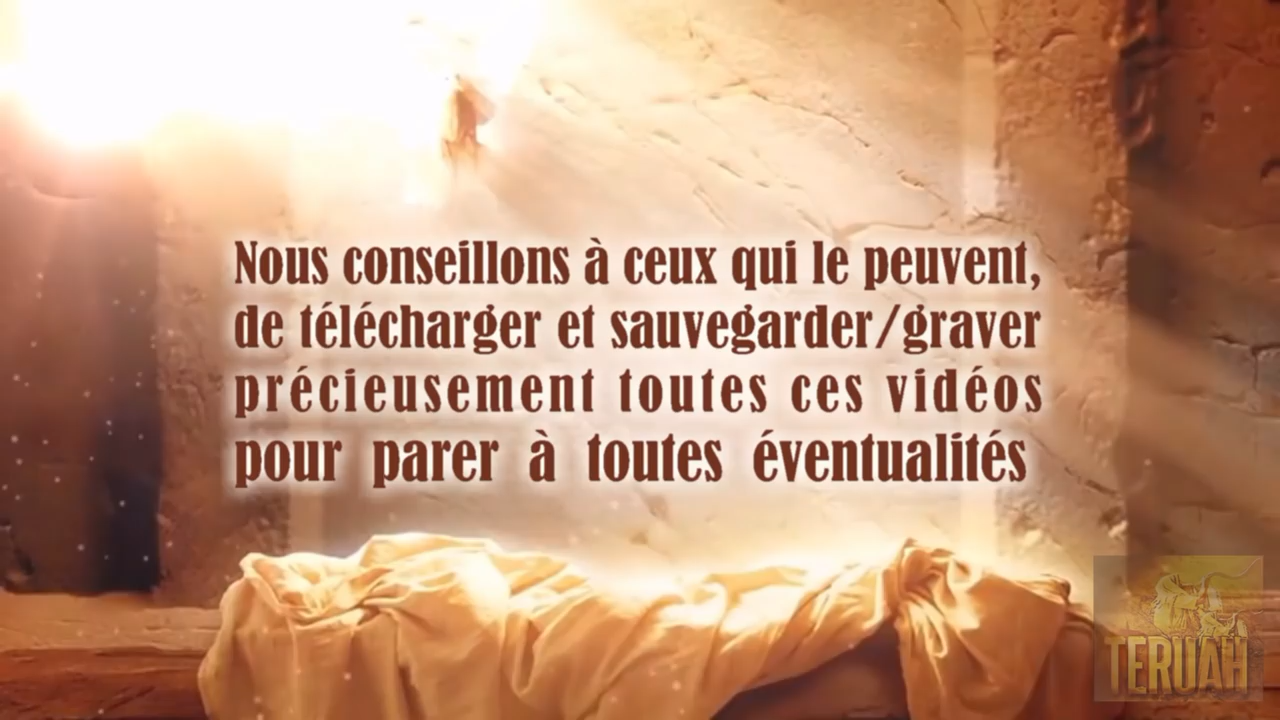 Nous conseillons à ceux qui le peuvent,
de télécharger et sauvegarder/graver
précieusement toutes ces vidéos
pour parer à toutes éventualités
TERUAH